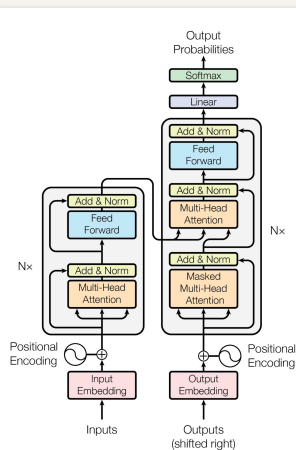 Output
Probabilities
Softmax
Linear
Add & Norm
Feed
Forward
Add & Norm
Multi-Head
Attention
Add & Norm
Masked
Multi-Head
Attention
N×
Positional
Encoding
Output
Embedding
Outputs
(shifted right)
Add & Norm
Feed
Forward
N×
Add & Norm
Multi-Head
Attention
Positional
Encoding
Input
Embedding
Inputs